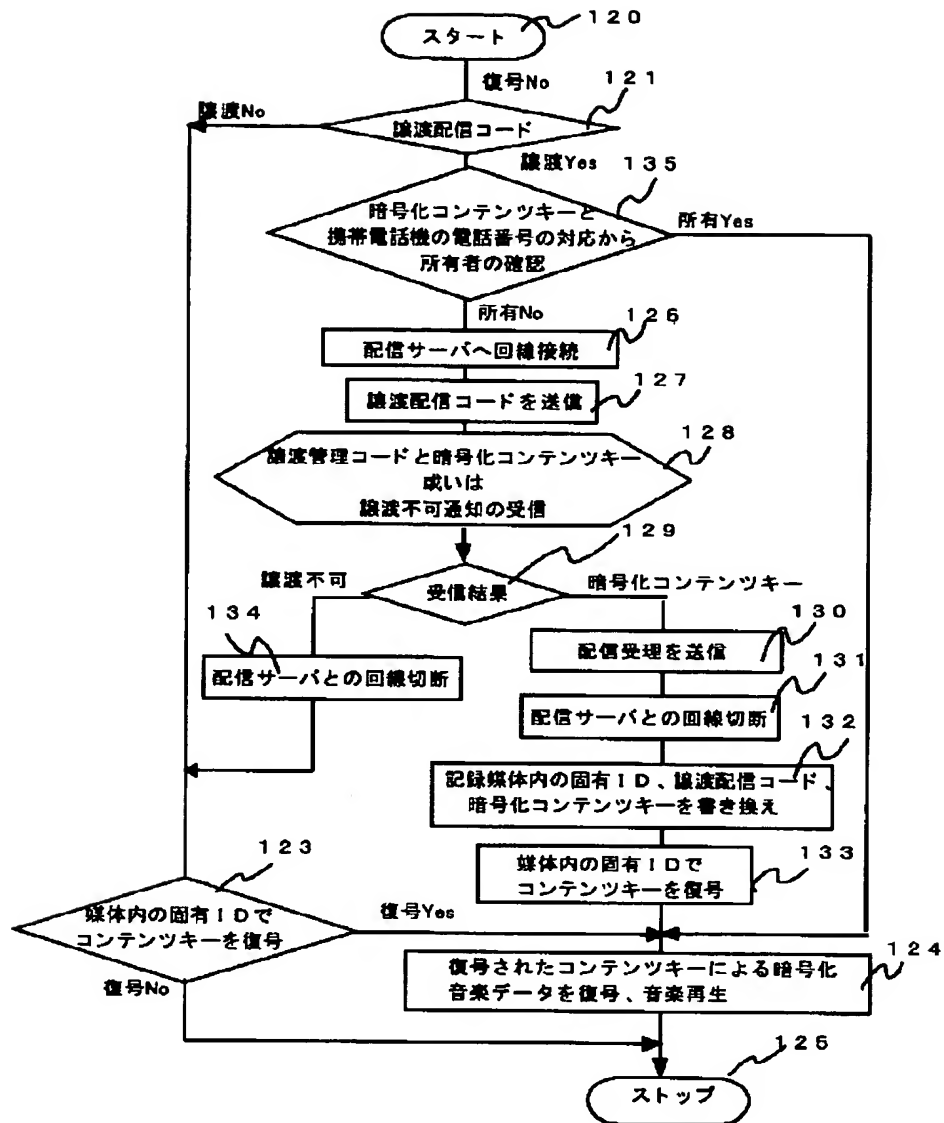 120
スタート
復号No
121
譲渡No
譲渡配信コード
譲渡Yes
135
暗号化コンテンツキーと
携帯電話機の電話番号の対応から
所有者の確認
所有Yes
所有No
126
配信サーバへ回線接続
127
譲渡配信コードを送信
128
譲渡管理コードと暗号化コンテンツキー
成いは
譲渡不可通知の受信
129
譲渡不可
受信結果
暗号化コンテンツキー
134
130
配信サーバとの回線切断
配信受理を送信
131
配信サーバとの回線切断
132
記録媒体内の固有ID、譲渡配信コード、
暗号化コンテンツキーを書き換え
123
133
媒体内の固有IDで
コンテンツキーを復号
媒体内の固有IDで
コンテンツキーを復号
復号Yes
復号No
124
復号されたコンテンツキーによる暗号化
音楽データを復号、音楽再生
125
ストップ